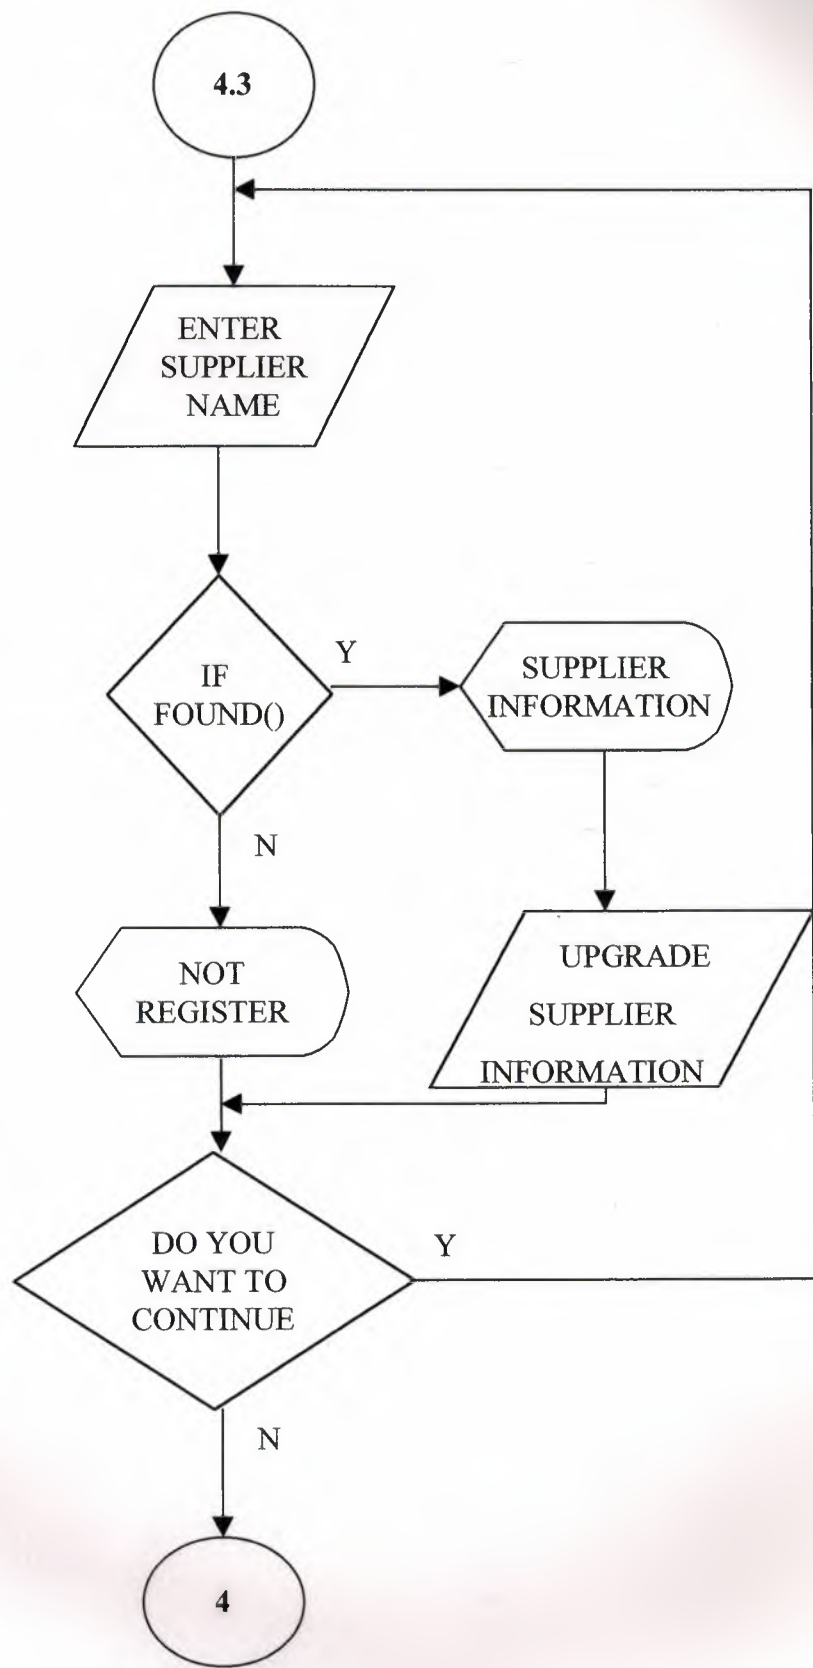 4.3
ENTER
SUPPLIER
NAME
IF
FOUND()
Y
SUPPLIER
INFORMATION
N
NOT
REGISTER
UPGRADE
SUPPLIER
INFORMATION
DO YOU
WANT TO
CONTINUE
Y
N
4